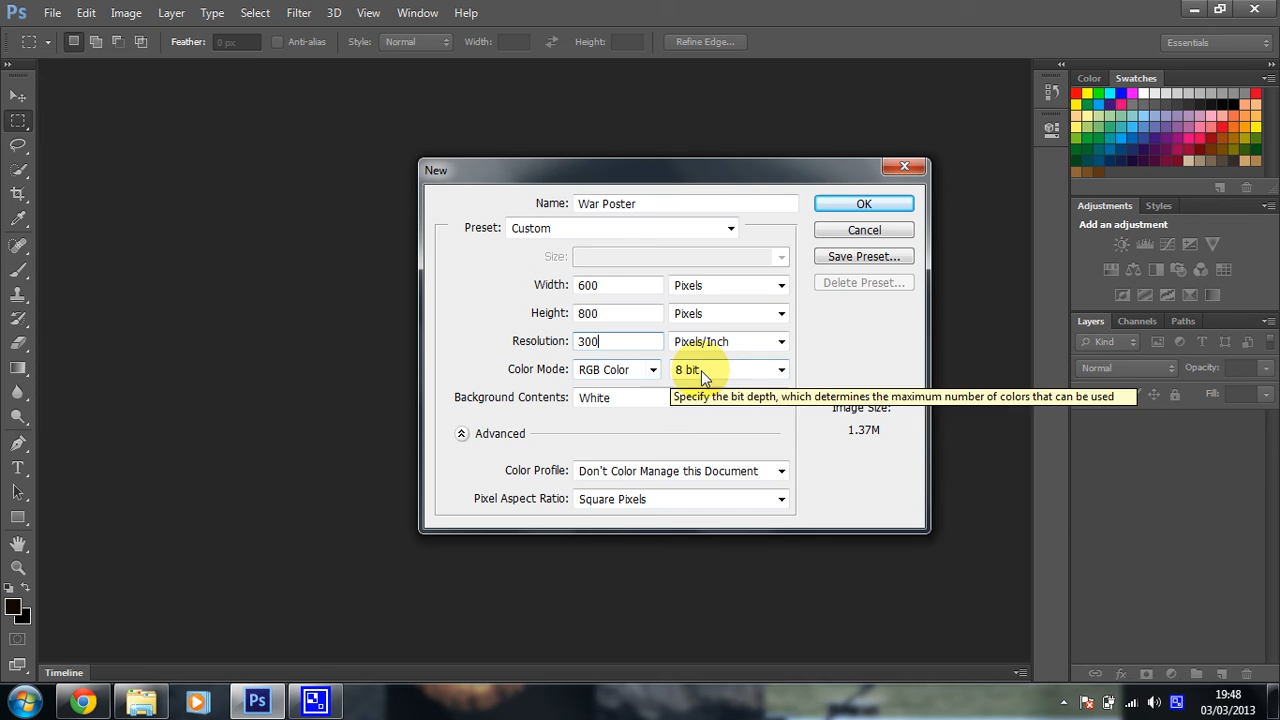 Ps File Edit Image Layer Type Select Filter 3D View Window Help
Feather: 0 px Anti-alias Style: Normal Width: Height: Refine Edge... Essentials
Color Swatches
New
Name: War Poster OK
Preset: Custom Cancel
Size: Save Preset...
Width: 600 Pixels Delete Preset...
Height: 800 Pixels
Resolution: 300 Pixels/Inch
Color Mode: RGB Color 8 bit
Background Contents: White
Specify the bit depth, which determines the maximum number of colors that can be used
Image Size:
1.37M
Advanced
Color Profile: Don't Color Manage this Document
Pixel Aspect Ratio: Square Pixels
Adjustments Styles
Add an adjustment
Layers Channels Paths
Kind
Normal Opacity:
Fill:
Timeline
Ps
19:48
03/03/2013